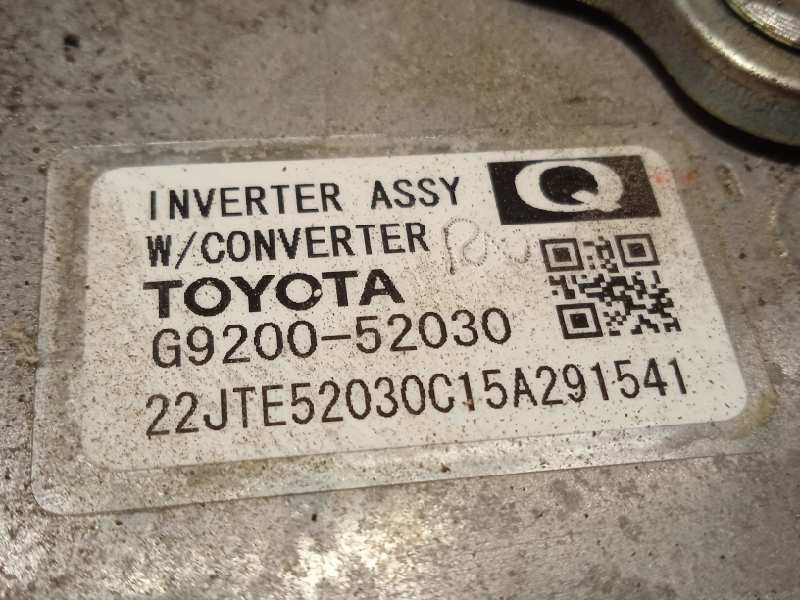 INVERTER ASSY
Q
W/CONVERTER
TOYOTA
G9200-52030
22JTE52030C15A291541